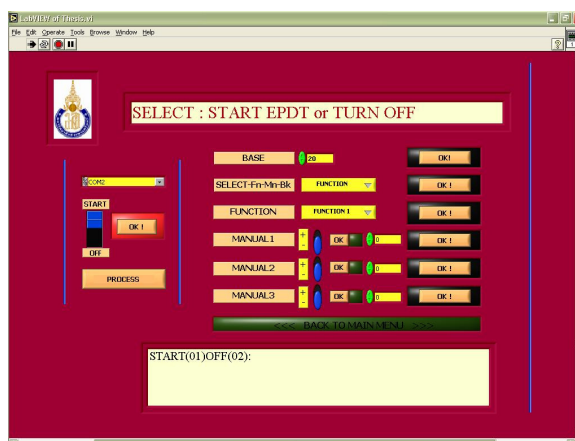 LabVIEW of Thesis.vi
File Edit Operate Tools Browse Window Help
SELECT : START EPDT or TURN OFF
BASE 20 OK!
COM2
SELECT-Fn-Mn-Bk FUNCTION OK !
START
FUNCTION FUNCTION 1 OK !
OK !
MANUAL1 + - OK 0 OK !
OFF
MANUAL2 + - OK 0 OK !
PROCESS
MANUAL3 + - OK 0 OK !
<<< BACK TO MAIN MENU >>>
START(01)OFF(02):